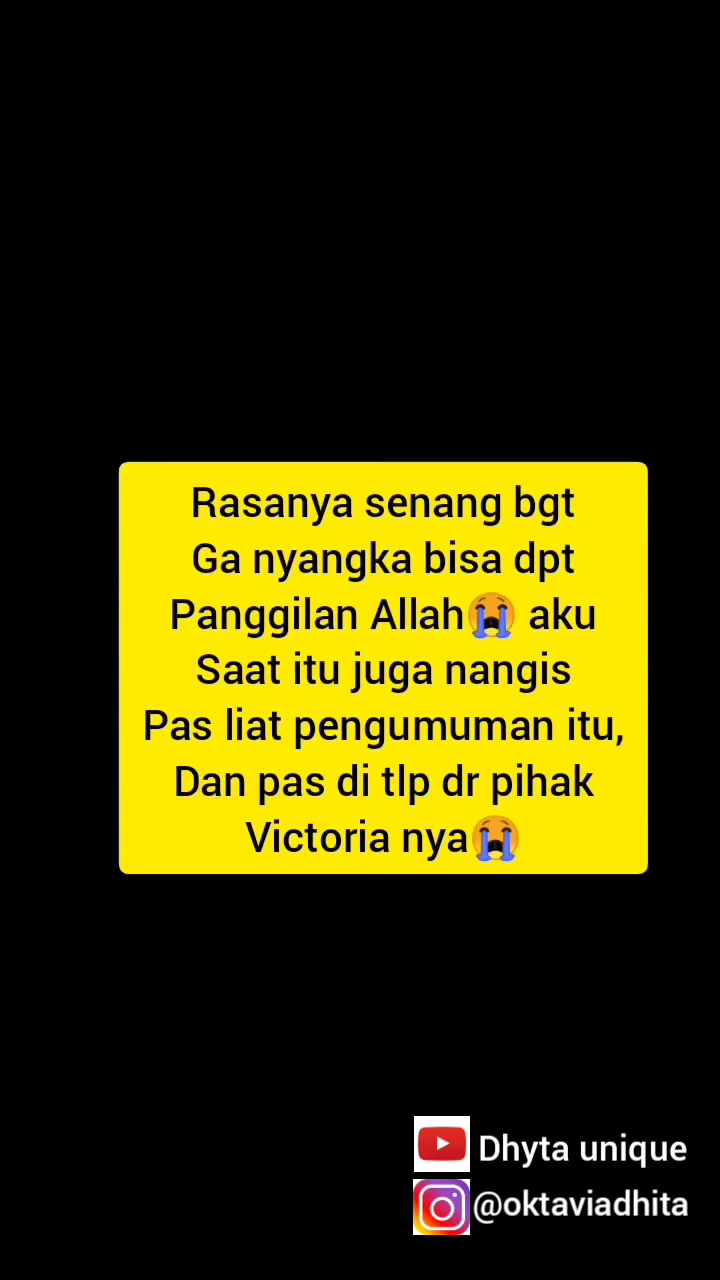 Rasanya senang bgt
Ga nyangka bisa dpt
Panggilan Allah😭 aku
Saat itu juga nangis
Pas liat pengumuman itu,
Dan pas di tlp dr pihak
Victoria nya😭
Dhyta unique
@oktaviadhita